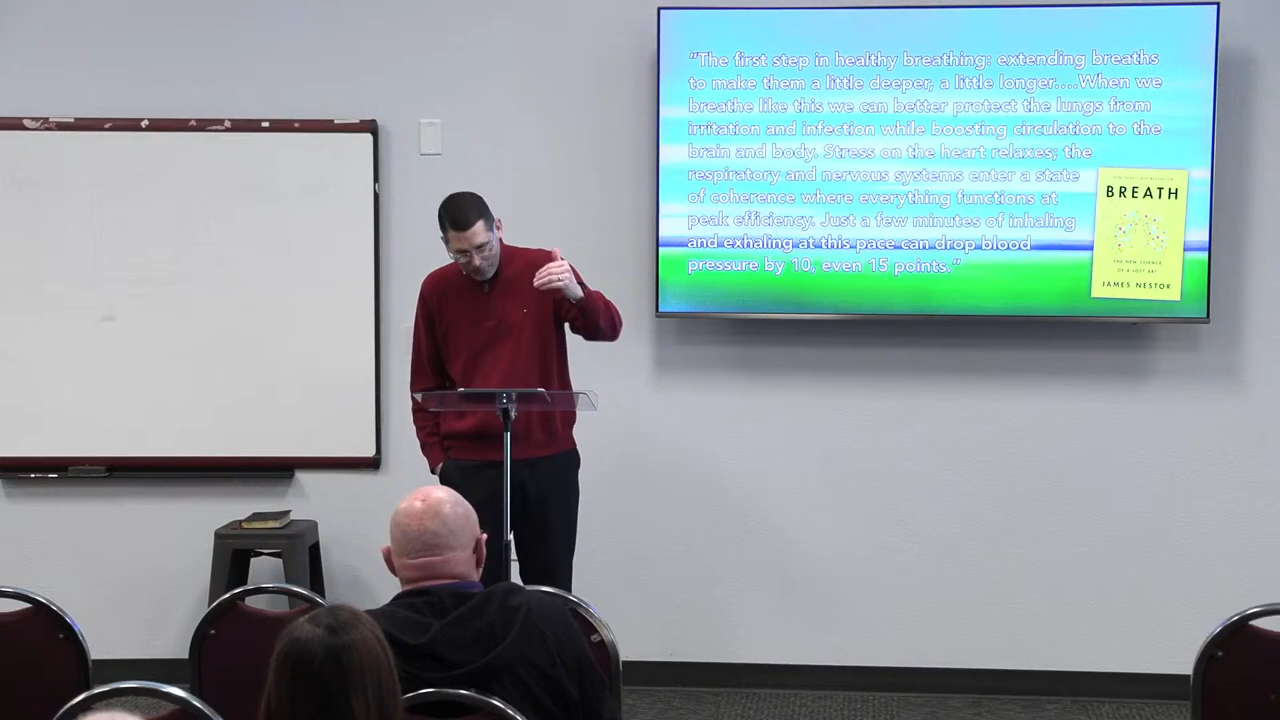 “The first step in healthy breathing: extending breaths
to make them a little deeper, a little longer....When we
breathe like this we can better protect the lungs from
irritation and infection while boosting circulation to the
brain and body. Stress on the heart relaxes; the
respiratory and nervous systems enter a state
of coherence where everything functions at
peak efficiency. Just a few minutes of inhaling
and exhaling at this pace can drop blood
pressure by 10, even 15 points.”
BREATH
THE NEW SCIENCE
OF A LOST ART
JAMES NESTOR